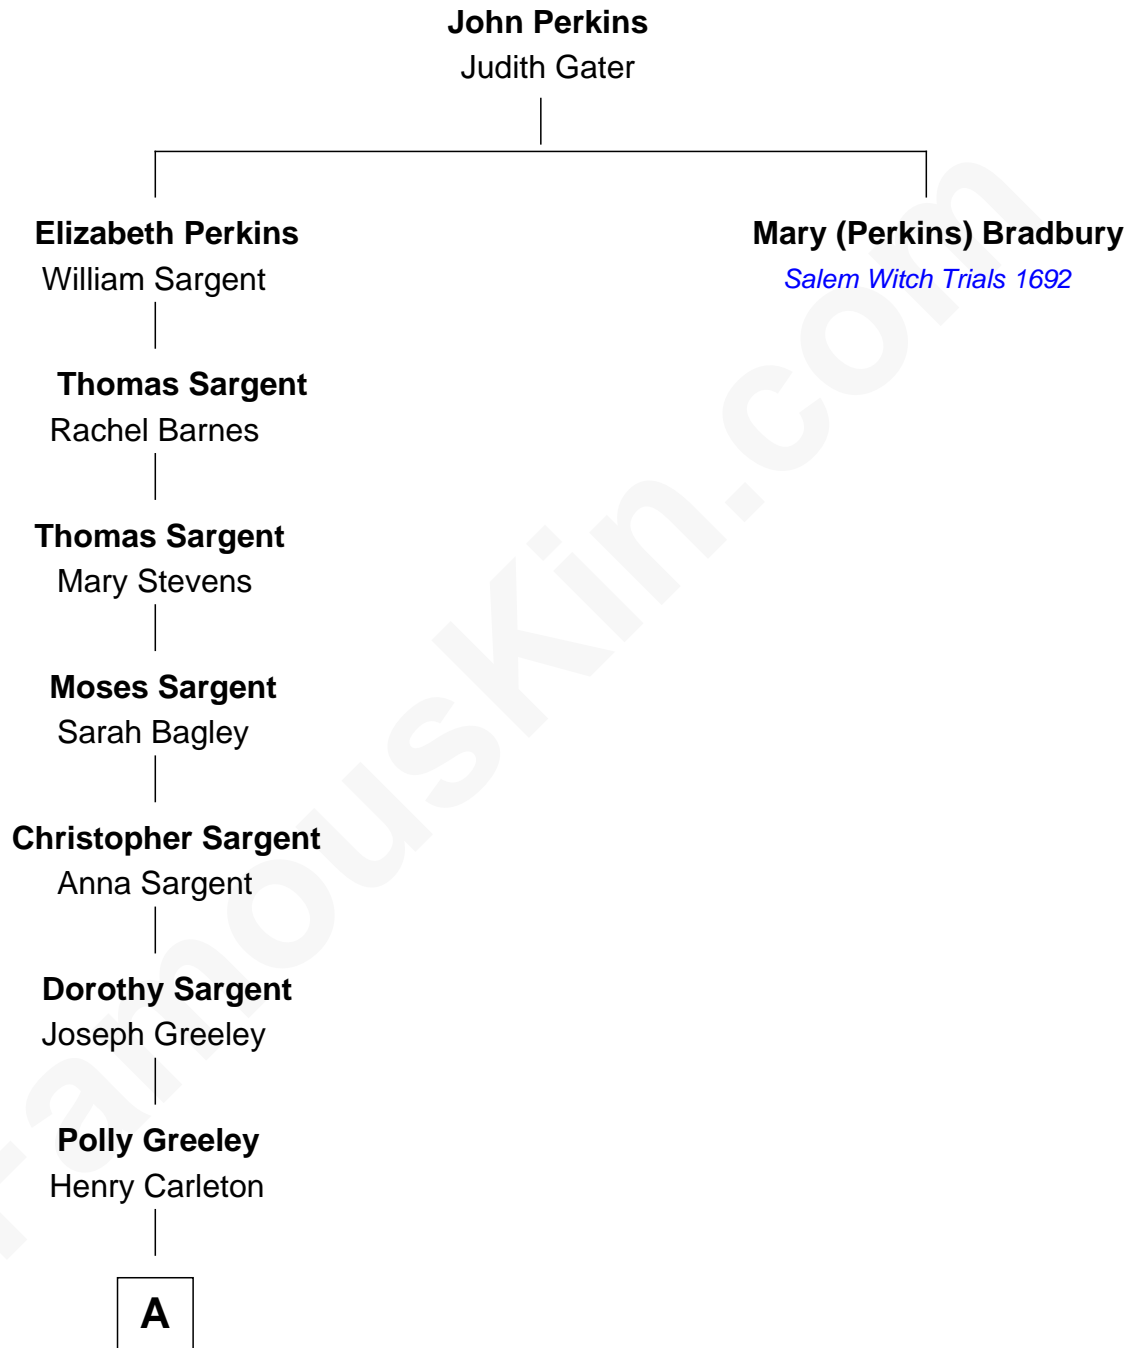 John Perkins
Judith Gater
Elizabeth Perkins
William Sargent
Mary (Perkins) Bradbury
Salem Witch Trials 1692
Thomas Sargent
Rachel Barnes
Thomas Sargent
Mary Stevens
Moses Sargent
Sarah Bagley
Christopher Sargent
Anna Sargent
Dorothy Sargent
Joseph Greeley
Polly Greeley
Henry Carleton
A
FamousKin.com